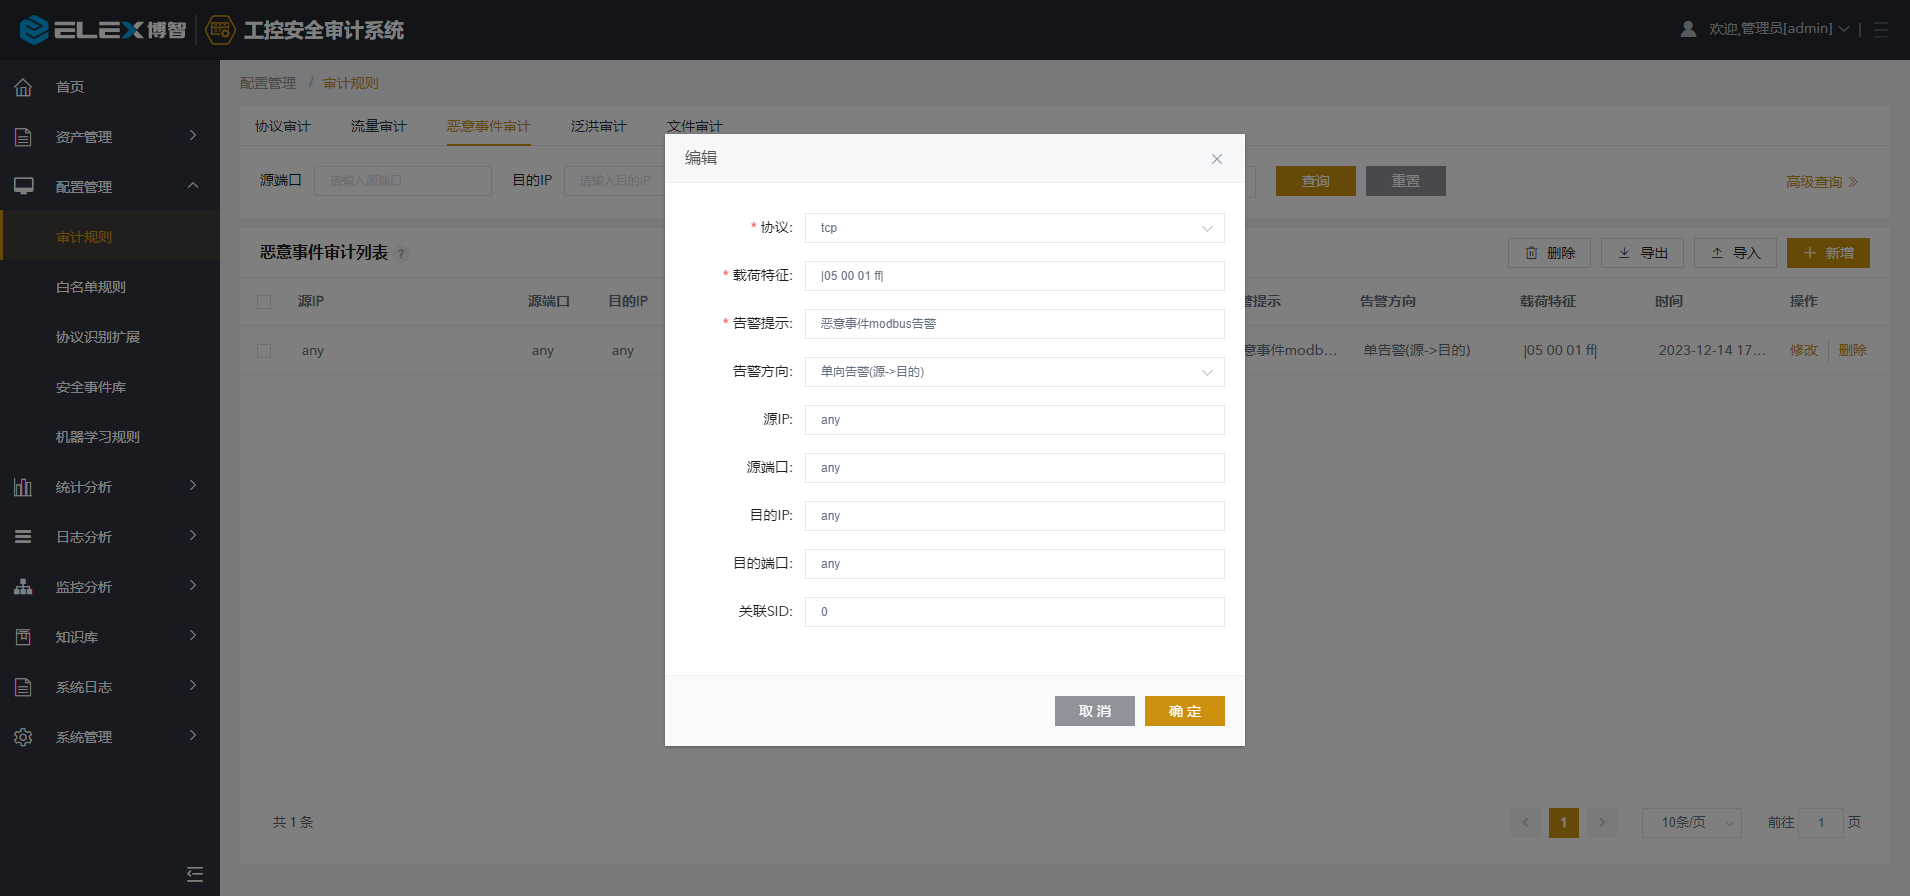 ELEX博智 工控安全审计系统
欢迎,管理员[admin]
首页
资产管理
配置管理
审计规则
白名单规则
协议识别扩展
安全事件库
机器学习规则
统计分析
日志分析
监控分析
知识库
系统日志
系统管理
配置管理 / 审计规则
协议审计 流量审计 恶意事件审计 泛洪审计 文件审计
源端口 请输入源端口 目的IP 请输入目的IP 查询 重置 高级查询
恶意事件审计列表 ? 删除 导出 导入 新增
源IP 源端口 目的IP 警提示 告警方向 载荷特征 时间 操作
any any any 意事件modb... 单告警(源->目的) |05 00 01 ff| 2023-12-14 17... 修改 删除
共 1 条 1 10条/页 前往 1 页
编辑
* 协议: tcp
* 载荷特征: |05 00 01 ff|
* 告警提示: 恶意事件modbus告警
告警方向: 单向告警(源->目的)
源IP: any
源端口: any
目的IP: any
目的端口: any
关联SID: 0
取 消 确 定